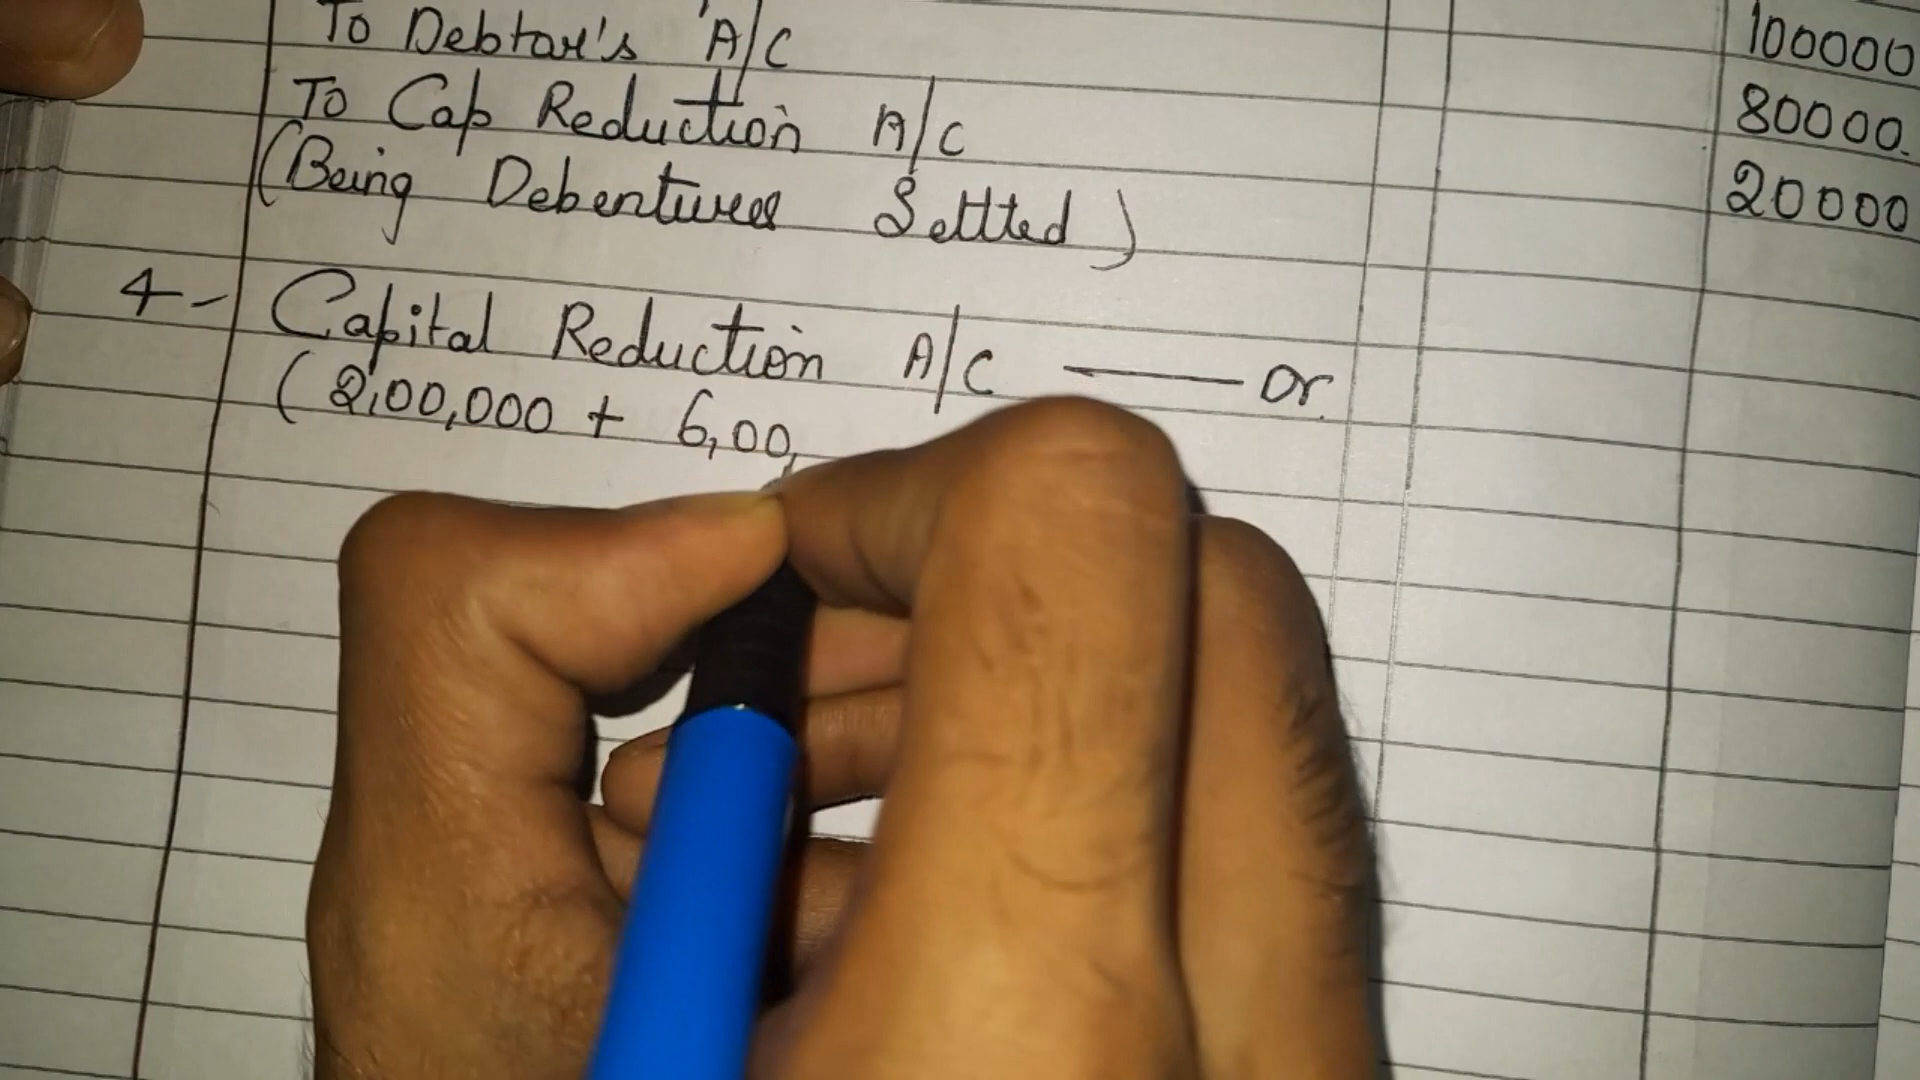 To Debtor's A/C 100000
To Cap Reduction A/C 80000.
(Being Debentures Settled) 20000
4- Capital Reduction A/C — Dr.
(2,00,000 + 6,00,